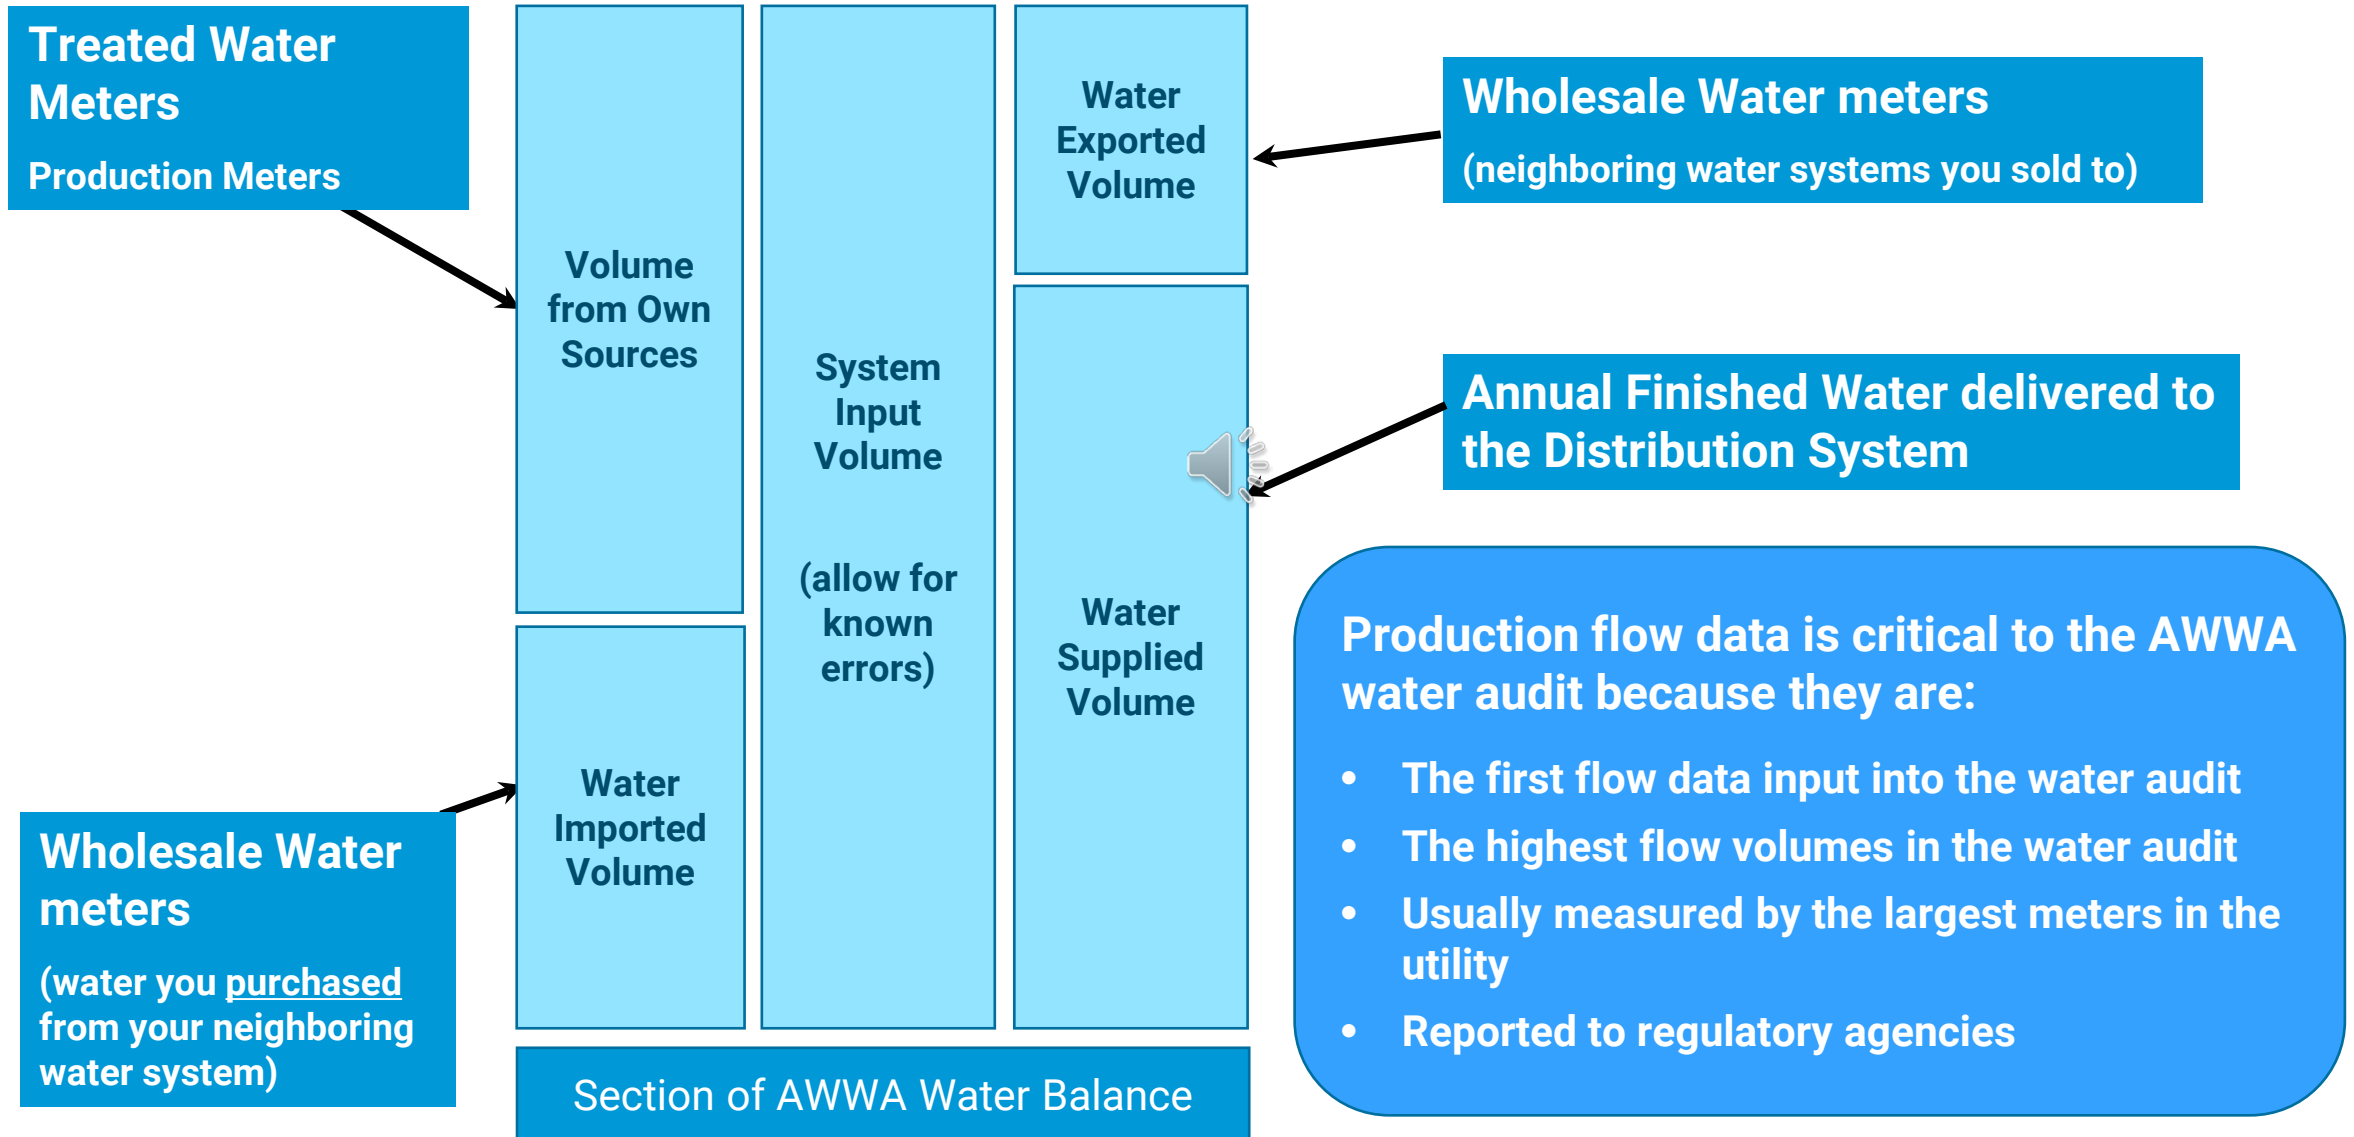 Treated Water
Meters
Production Meters
Volume
from Own
Sources
Water
Imported
Volume
System
Input
Volume
(allow for
known
errors)
Water
Exported
Volume
Water
Supplied
Volume
Wholesale Water meters
(neighboring water systems you sold to)
Annual Finished Water delivered to
the Distribution System
Wholesale Water
meters
(water you purchased
from your neighboring
water system)
Section of AWWA Water Balance
Production flow data is critical to the AWWA
water audit because they are:
• The first flow data input into the water audit
• The highest flow volumes in the water audit
• Usually measured by the largest meters in the
utility
• Reported to regulatory agencies